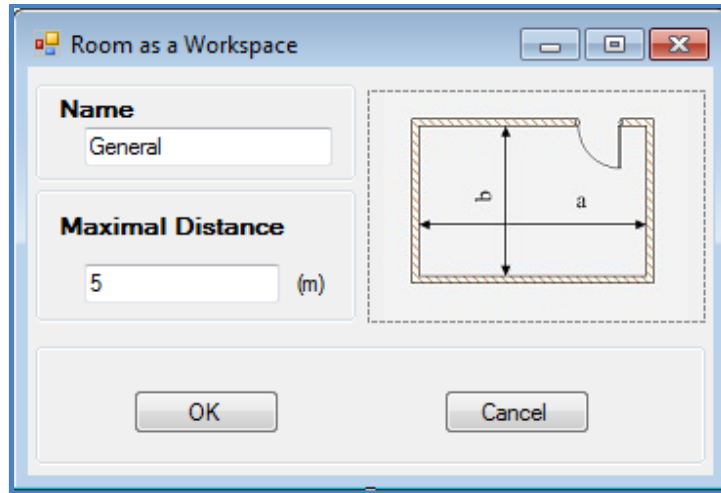 Room as a Workspace
Name
General
Maximal Distance
5 (m)
b
a
OK Cancel